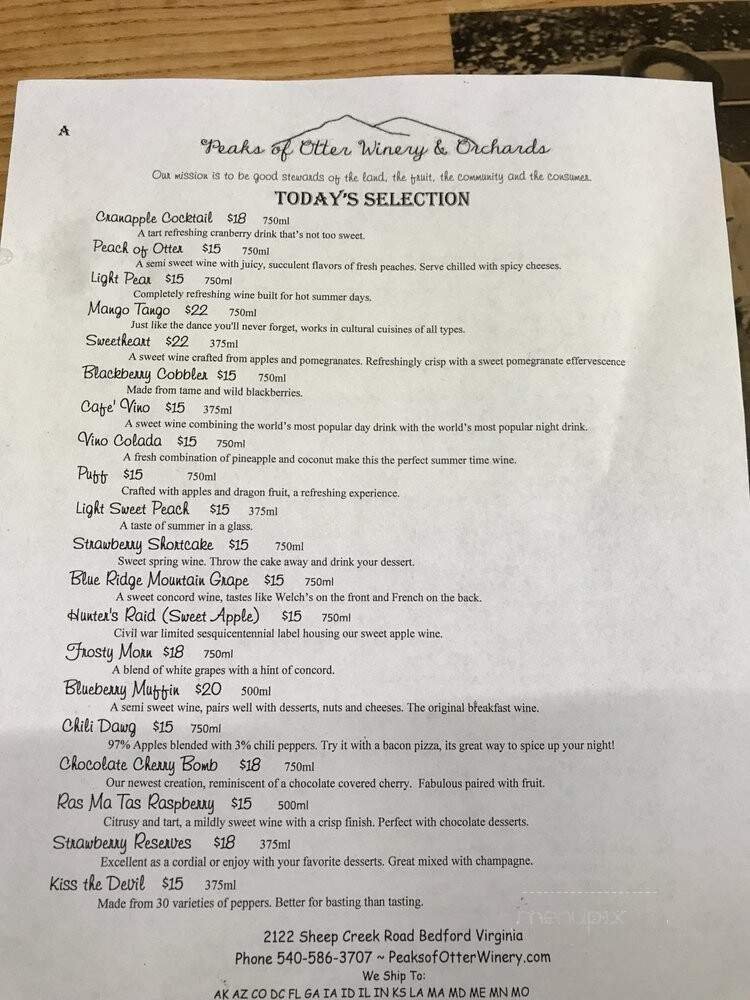 A
Peaks of Otter Winery & Orchards
Our mission is to be good stewards of the land, the fruit, the community and the consumer.
TODAY'S SELECTION
Cranapple Cocktail $18 750ml
A tart refreshing cranberry drink that's not too sweet.
Peach of Otter $15 750ml
A semi sweet wine with juicy, succulent flavors of fresh peaches. Serve chilled with spicy cheeses.
Light Pear $15 750ml
Completely refreshing wine built for hot summer days.
Mango Tango $22 750ml
Just like the dance you'll never forget, works in cultural cuisines of all types.
Sweetheart $22 375ml
A sweet wine crafted from apples and pomegranates. Refreshingly crisp with a sweet pomegranate effervescence
Blackberry Cobbler $15 750ml
Made from tame and wild blackberries.
Cafe' Vino $15 375ml
A sweet wine combining the world's most popular day drink with the world's most popular night drink.
Vino Colada $15 750ml
A fresh combination of pineapple and coconut make this the perfect summer time wine.
Puff $15 750ml
Crafted with apples and dragon fruit, a refreshing experience.
Light Sweet Peach $15 375ml
A taste of summer in a glass.
Strawberry Shortcake $15 750ml
Sweet spring wine. Throw the cake away and drink your dessert.
Blue Ridge Mountain Grape $15 750ml
A sweet concord wine, tastes like Welch's on the front and French on the back.
Hunter's Raid (Sweet Apple) $15 750ml
Civil war limited sesquicentennial label housing our sweet apple wine.
Frosty Morn $18 750ml
A blend of white grapes with a hint of concord.
Blueberry Muffin $20 500ml
A semi sweet wine, pairs well with desserts, nuts and cheeses. The original breakfast wine.
Chili Dawg $15 750ml
97% Apples blended with 3% chili peppers. Try it with a bacon pizza, its great way to spice up your night!
Chocolate Cherry Bomb $18 750ml
Our newest creation, reminiscent of a chocolate covered cherry. Fabulous paired with fruit.
Ras Ma Tas Raspberry $15 500ml
Citrusy and tart, a mildly sweet wine with a crisp finish. Perfect with chocolate desserts.
Strawberry Reserves $18 375ml
Excellent as a cordial or enjoy with your favorite desserts. Great mixed with champagne.
Kiss the Devil $15 375ml
Made from 30 varieties of peppers. Better for basting than tasting.
menupix
2122 Sheep Creek Road Bedford Virginia
Phone 540-586-3707 ~ PeaksofOtterWinery.com
We Ship To:
AK AZ CO DC FL GA IA ID IL IN KS LA MA MD ME MN MO